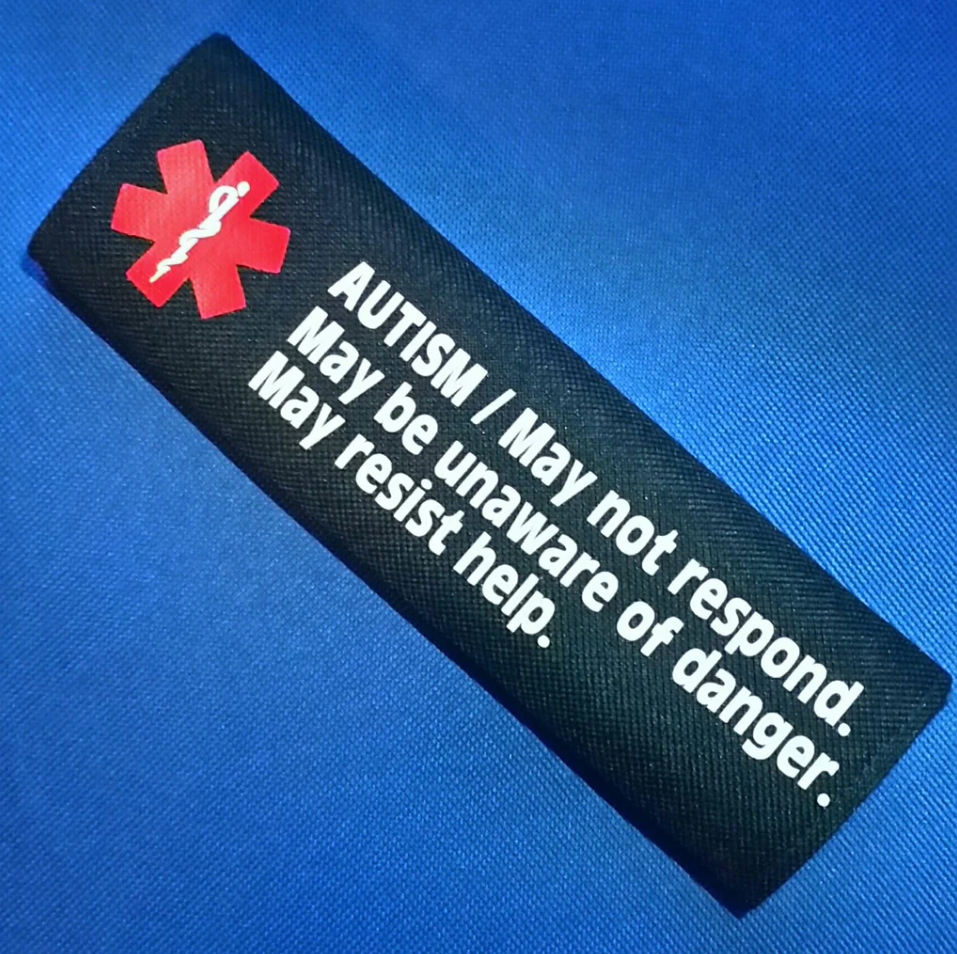 AUTISM / May not respond.
May be unaware of danger.
May resist help.